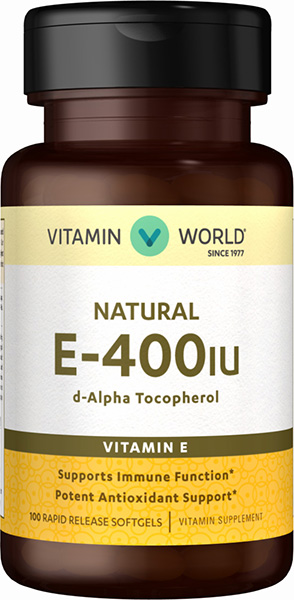 VITAMIN V WORLD®
SINCE 1977
NATURAL
E-400IU
d-Alpha Tocopherol
VITAMIN E
Supports Immune Function*
Potent Antioxidant Support*
100 RAPID RELEASE SOFTGELS | VITAMIN SUPPLEMENT